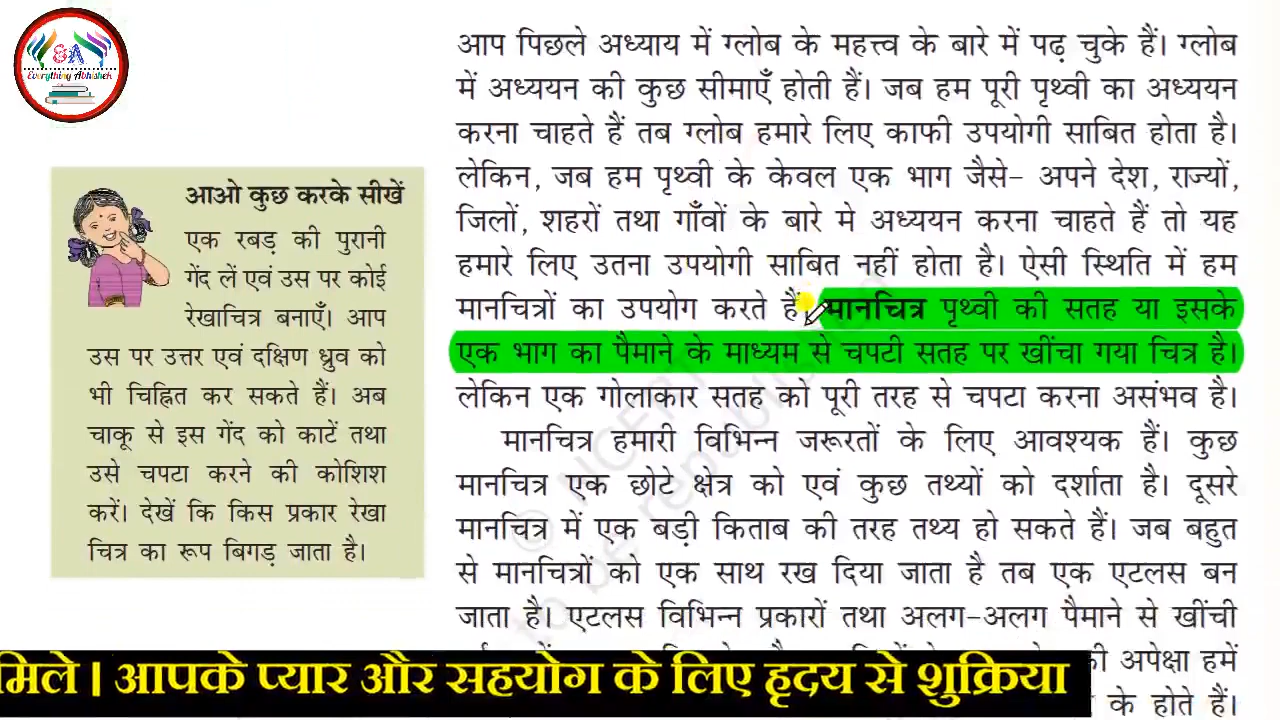 &A
Everything Abhishek
आप पिछले अध्याय में ग्लोब के महत्त्व के बारे में पढ़ चुके हैं। ग्लोब
में अध्ययन की कुछ सीमाएँ होती हैं। जब हम पूरी पृथ्वी का अध्ययन
करना चाहते हैं तब ग्लोब हमारे लिए काफी उपयोगी साबित होता है।
लेकिन, जब हम पृथ्वी के केवल एक भाग जैसे- अपने देश, राज्यों,
जिलों, शहरों तथा गाँवों के बारे मे अध्ययन करना चाहते हैं तो यह
हमारे लिए उतना उपयोगी साबित नहीं होता है। ऐसी स्थिति में हम
मानचित्रों का उपयोग करते हैं। मानचित्र पृथ्वी की सतह या इसके
एक भाग का पैमाने के माध्यम से चपटी सतह पर खींचा गया चित्र है।
लेकिन एक गोलाकार सतह को पूरी तरह से चपटा करना असंभव है।
मानचित्र हमारी विभिन्न जरूरतों के लिए आवश्यक हैं। कुछ
मानचित्र एक छोटे क्षेत्र को एवं कुछ तथ्यों को दर्शाता है। दूसरे
मानचित्र में एक बड़ी किताब की तरह तथ्य हो सकते हैं। जब बहुत
से मानचित्रों को एक साथ रख दिया जाता है तब एक एटलस बन
जाता है। एटलस विभिन्न प्रकारों तथा अलग-अलग पैमाने से खींची
की अपेक्षा हमें
के होते हैं।
आओ कुछ करके सीखें
एक रबड़ की पुरानी
गेंद लें एवं उस पर कोई
रेखाचित्र बनाएँ। आप
उस पर उत्तर एवं दक्षिण ध्रुव को
भी चिह्नित कर सकते हैं। अब
चाकू से इस गेंद को काटें तथा
उसे चपटा करने की कोशिश
करें। देखें कि किस प्रकार रेखा
चित्र का रूप बिगड़ जाता है।
© NCERT
to be republished
मिले | आपके प्यार और सहयोग के लिए हृदय से शुक्रिया